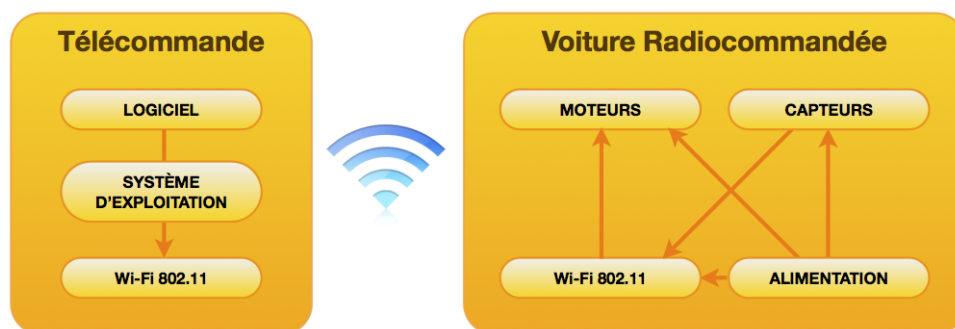 Télécommande
LOGICIEL
SYSTÈME
D'EXPLOITATION
Wi-Fi 802.11
Voiture Radiocommandée
MOTEURS
CAPTEURS
Wi-Fi 802.11
ALIMENTATION